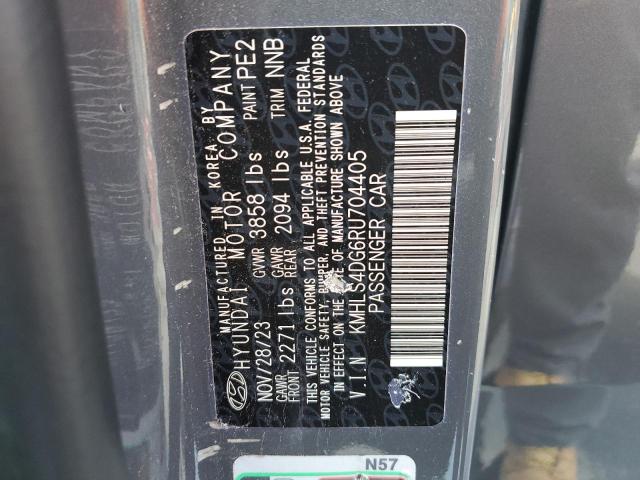 MANUFACTURED IN KOREA BY
HYUNDAI MOTOR COMPANY
NOV/28/23 GVWR 3858 lbs PAINT PE2
GAWR FRONT 2271 lbs GAWR REAR 2094 lbs TRIM NNB
THIS VEHICLE CONFORMS TO ALL APPLICABLE U.S.A. FEDERAL
MOTOR VEHICLE SAFETY, BUMPER, AND THEFT PREVENTION STANDARDS
IN EFFECT ON THE DATE OF MANUFACTURE SHOWN ABOVE
V I N KMHLS4DG6RU704405
PASSENGER CAR
N57